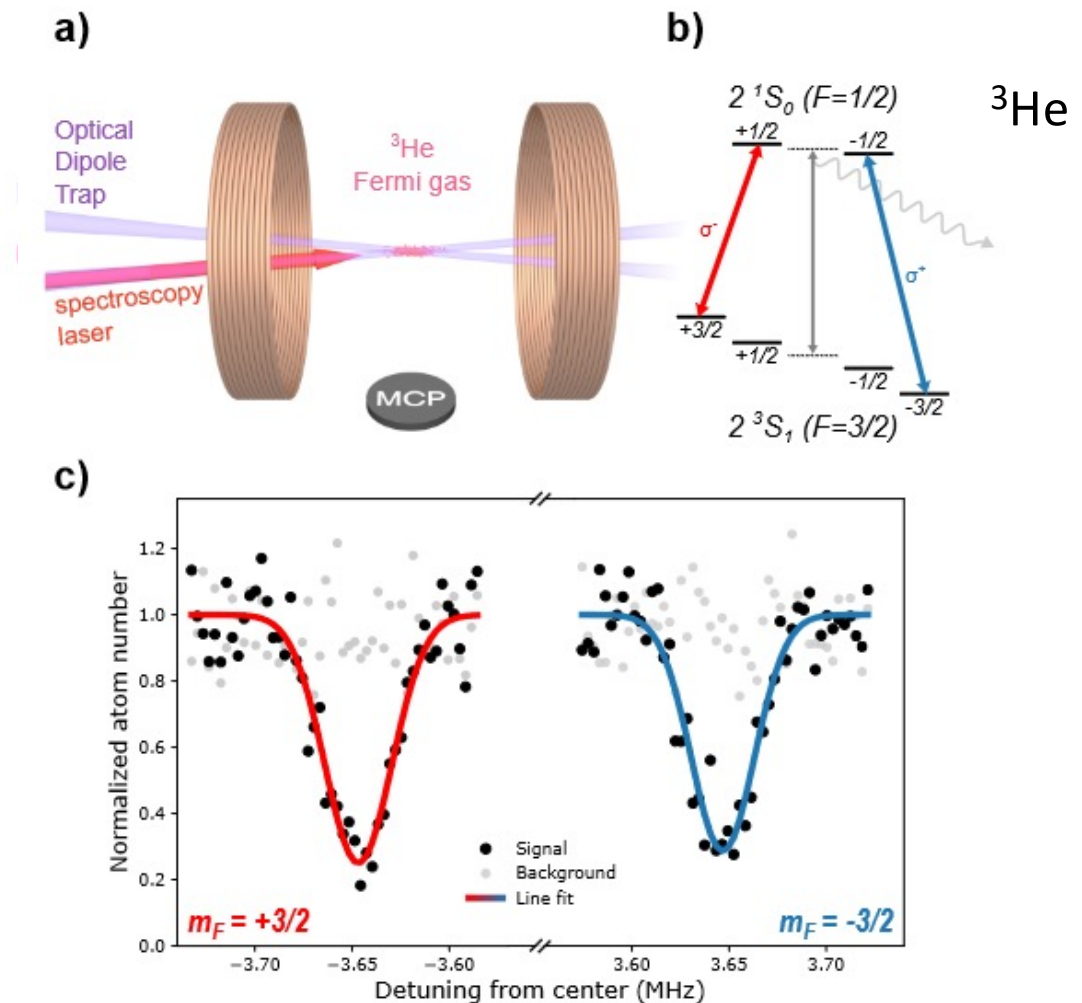 a)
Optical
Dipole
Trap
³He
Fermi gas
spectroscopy
laser
MCP
b)
2 ¹S₀ (F=1/2)
³He
+1/2
-1/2
σ⁻
σ⁺
+3/2
+1/2
-1/2
-3/2
2 ³S₁ (F=3/2)
c)
Normalized atom number
1.2
1.0
0.8
0.6
0.4
0.2
0.0
Signal
Background
Line fit
m_F = +3/2
m_F = -3/2
−3.70
−3.65
−3.60
3.60
3.65
3.70
Detuning from center (MHz)